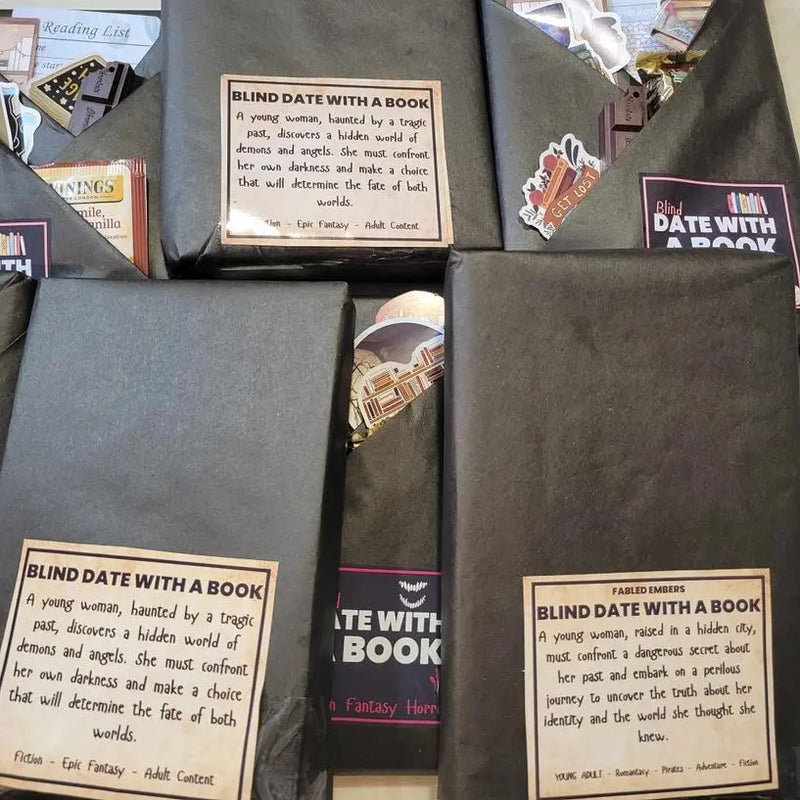 Reading List
BLIND DATE WITH A BOOK
A young woman, haunted by a tragic
past, discovers a hidden world of
demons and angels. She must confront
her own darkness and make a choice
that will determine the fate of both
worlds.
- Epic Fantasy - Adult Content
GET LOST
Blind
DATE WITH
A BOOK
BLIND DATE WITH A BOOK
A young woman, haunted by a tragic
past, discovers a hidden world of
demons and angels. She must confront
her own darkness and make a choice
that will determine the fate of both
worlds.
Fiction - Epic Fantasy - Adult Content
ATE WITH
A BOOK
Fantasy Horr
FABLED EMBERS
BLIND DATE WITH A BOOK
A young woman, raised in a hidden city,
must confront a dangerous secret about
her past and embark on a perilous
journey to uncover the truth about her
identity and the world she thought she
knew.
YOUNG ADULT - Romantacy - Pirates - Adventure - Fiction